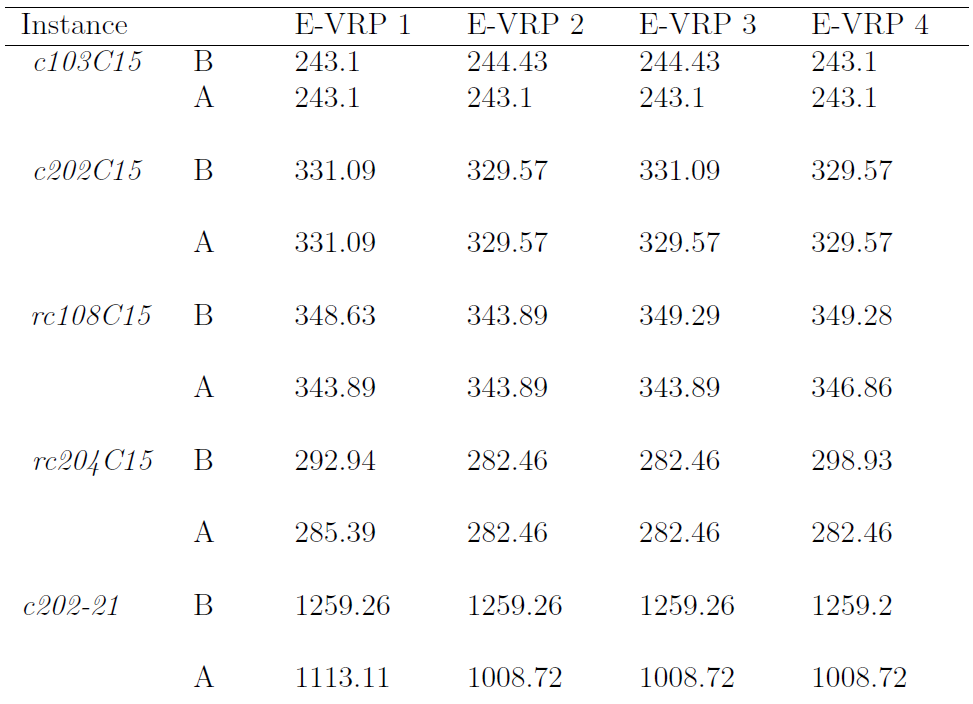 Instance E-VRP 1 E-VRP 2 E-VRP 3 E-VRP 4
c103C15 B 243.1 244.43 244.43 243.1
A 243.1 243.1 243.1 243.1
c202C15 B 331.09 329.57 331.09 329.57
A 331.09 329.57 329.57 329.57
rc108C15 B 348.63 343.89 349.29 349.28
A 343.89 343.89 343.89 346.86
rc204C15 B 292.94 282.46 282.46 298.93
A 285.39 282.46 282.46 282.46
c202-21 B 1259.26 1259.26 1259.26 1259.2
A 1113.11 1008.72 1008.72 1008.72